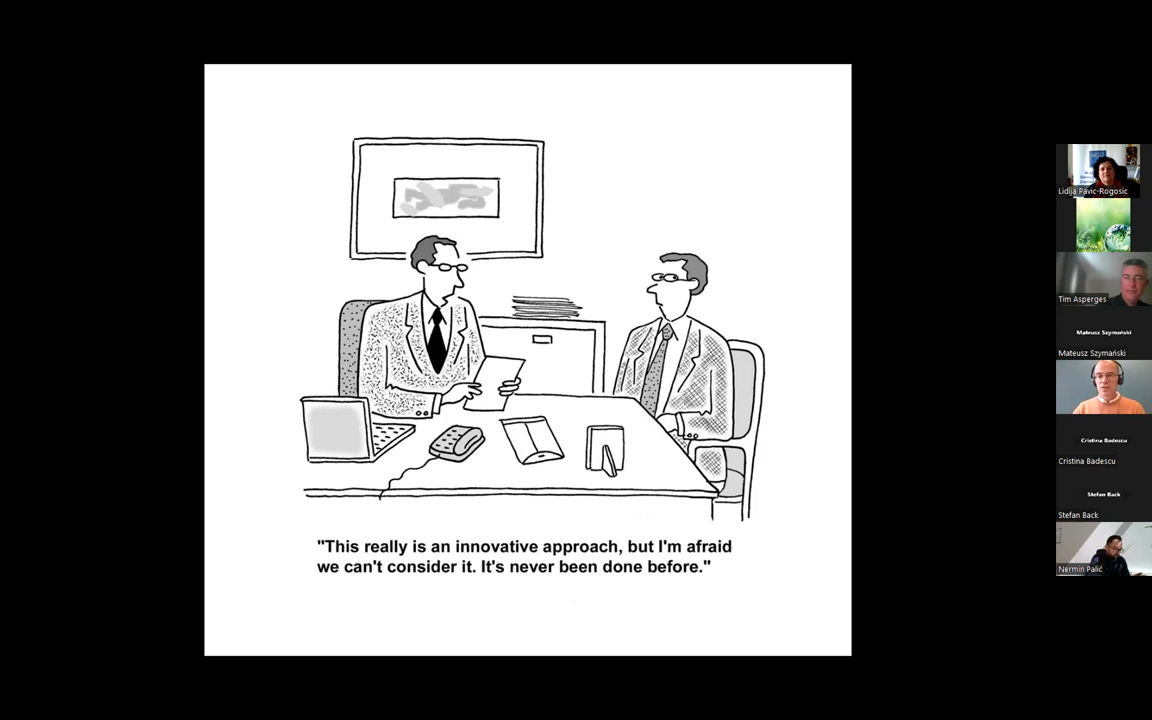 "This really is an innovative approach, but I'm afraid
we can't consider it. It's never been done before."
Lidija Pavic-Rogosic
Tim Asperges
Mateusz Szymański
Mateusz Szymański
Cristina Badescu
Cristina Badescu
Stefan Back
Stefan Back
Nermin Palić